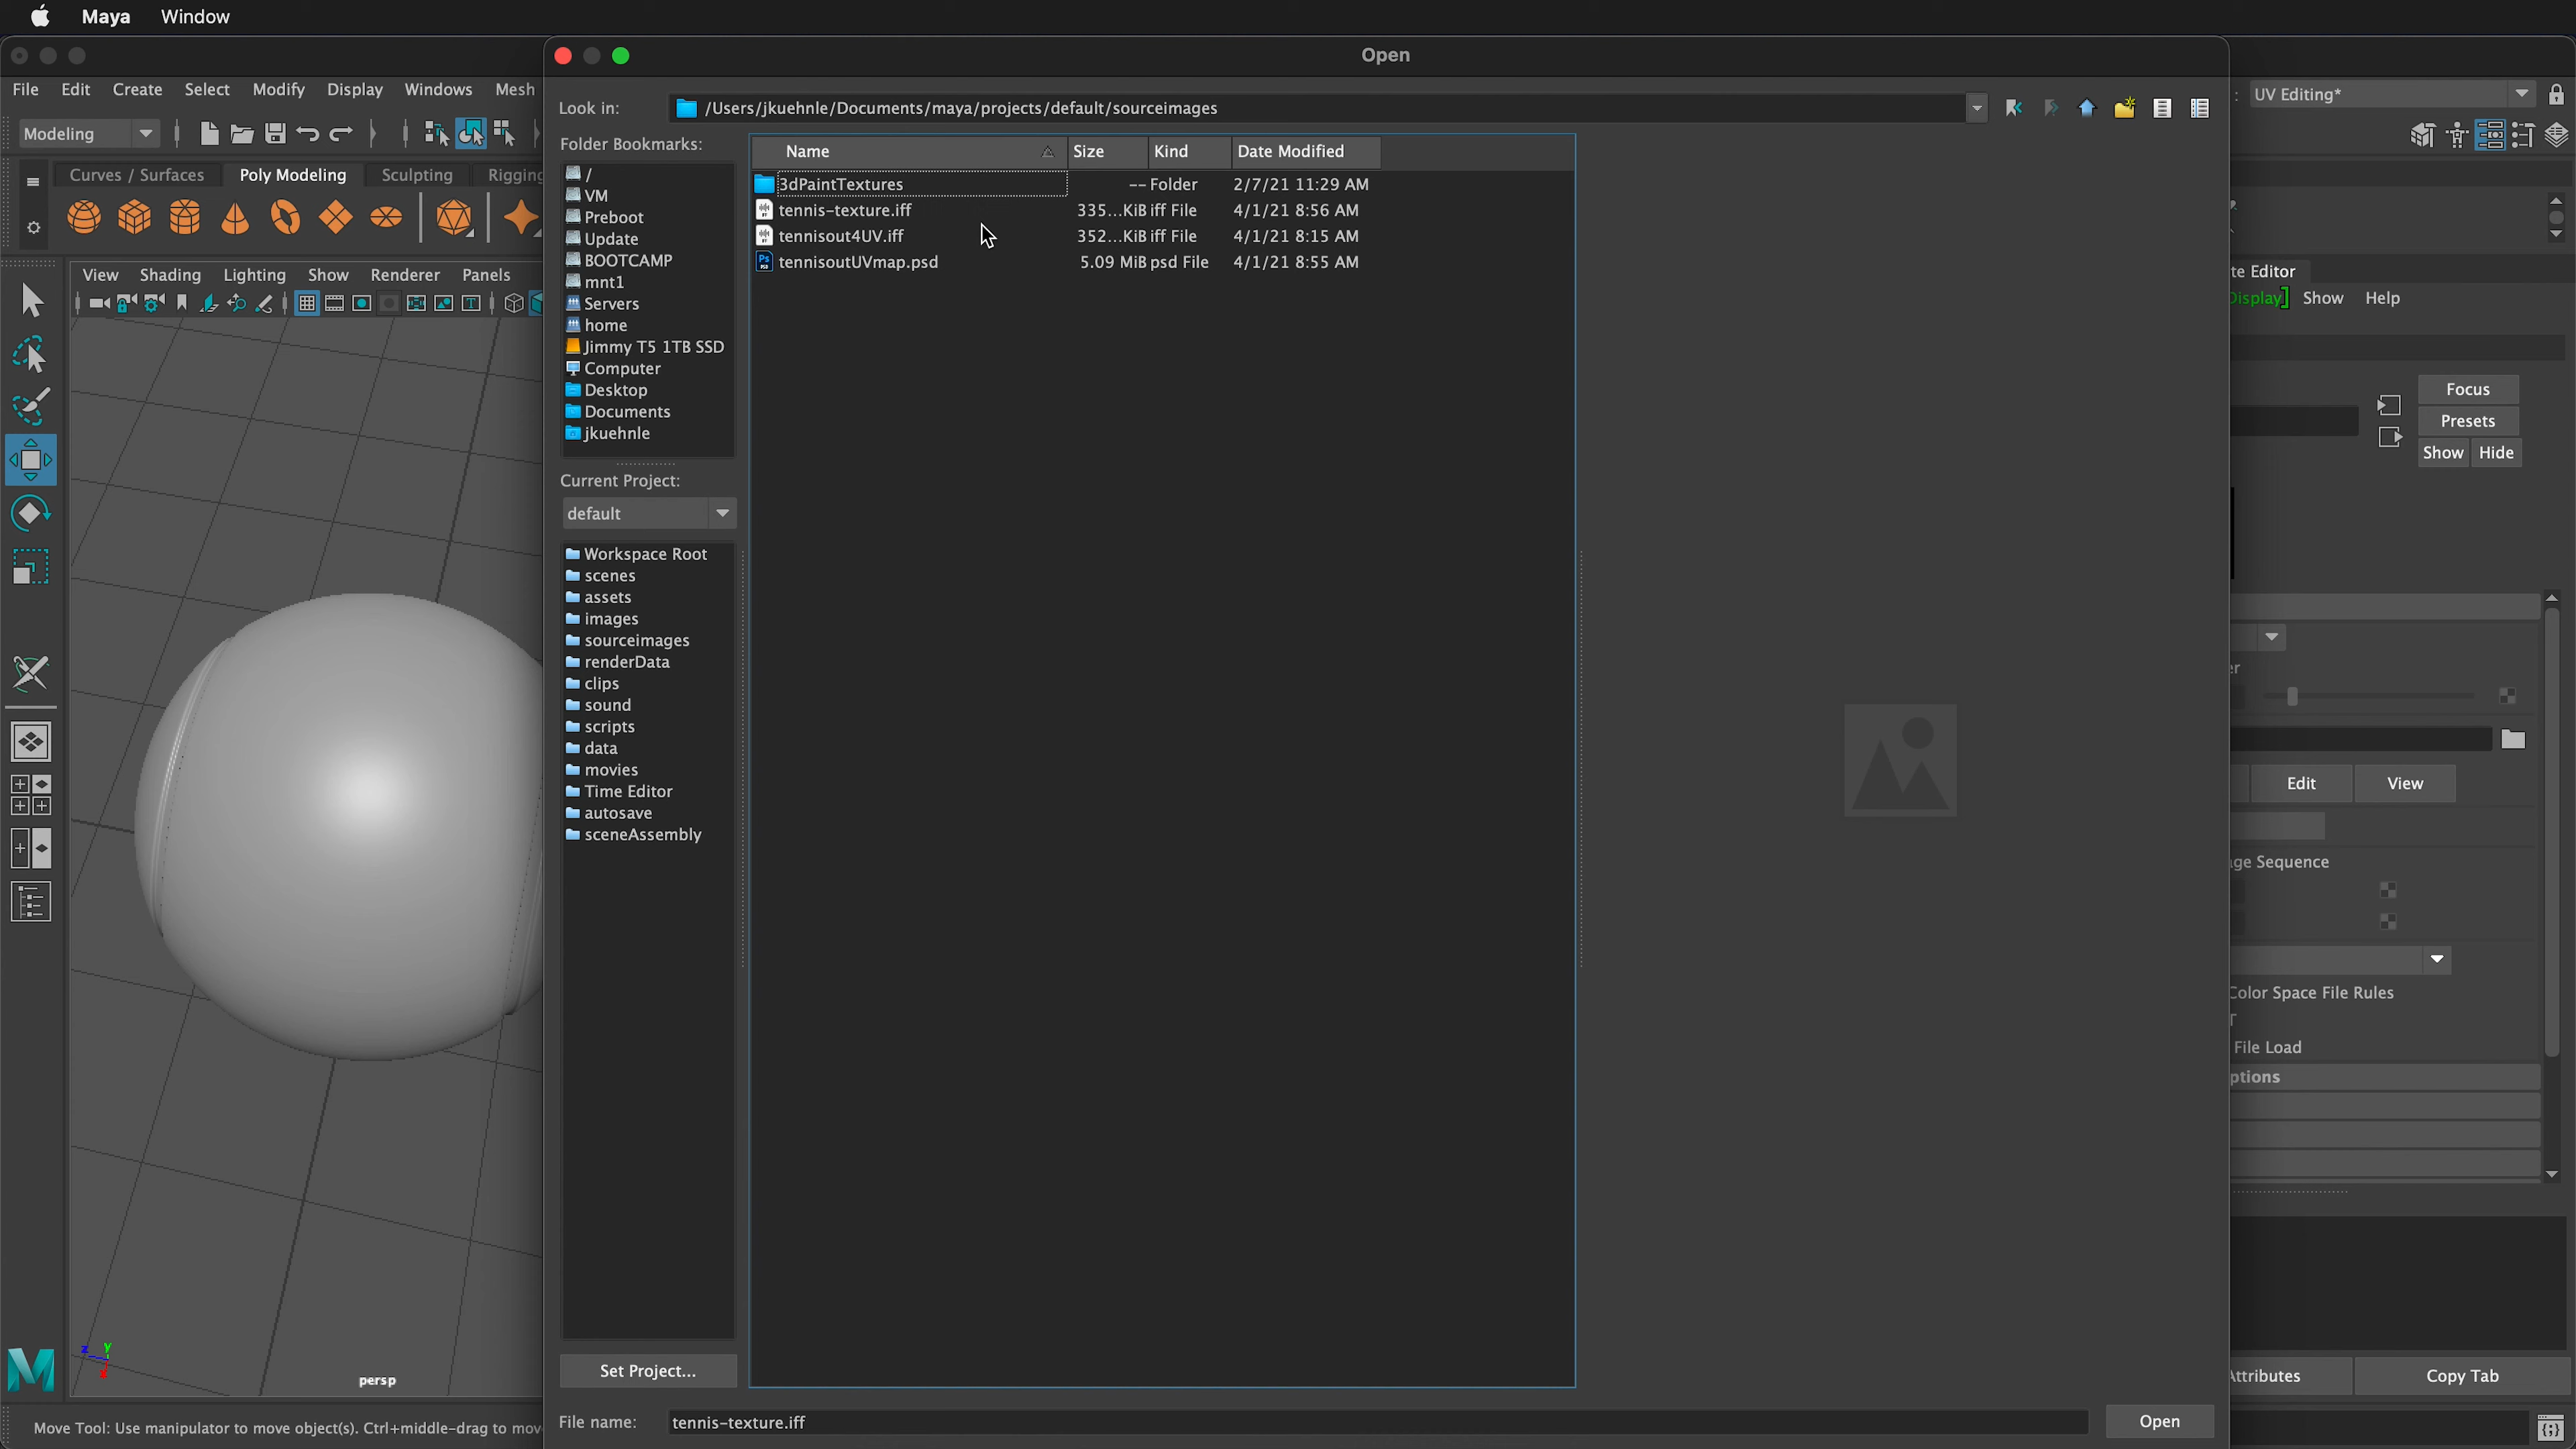 Maya Window
Open
File Edit Create Select Modify Display Windows Mesh
Look in: /Users/jkuehnle/Documents/maya/projects/default/sourceimages
UV Editing*
Modeling
Folder Bookmarks:
Name Size Kind Date Modified
Curves / Surfaces Poly Modeling Sculpting Rigging
/
VM
Preboot
Update
BOOTCAMP
mnt1
Servers
home
Jimmy T5 1TB SSD
Computer
Desktop
Documents
jkuehnle
3dPaintTextures -- Folder 2/7/21 11:29 AM
tennis-texture.iff 335...KiB iff File 4/1/21 8:56 AM
tennisout4UV.iff 352...KiB iff File 4/1/21 8:15 AM
tennisoutUVmap.psd 5.09 MiB psd File 4/1/21 8:55 AM
View Shading Lighting Show Renderer Panels
te Editor
Display] Show Help
Focus
Presets
Show Hide
Current Project:
default
Workspace Root
scenes
assets
images
sourceimages
renderData
clips
sound
scripts
data
movies
Time Editor
autosave
sceneAssembly
er
Edit View
ge Sequence
Color Space File Rules
File Load
ptions
z y x
persp
Set Project...
Attributes Copy Tab
Move Tool: Use manipulator to move object(s). Ctrl+middle-drag to mov
File name: tennis-texture.iff
Open